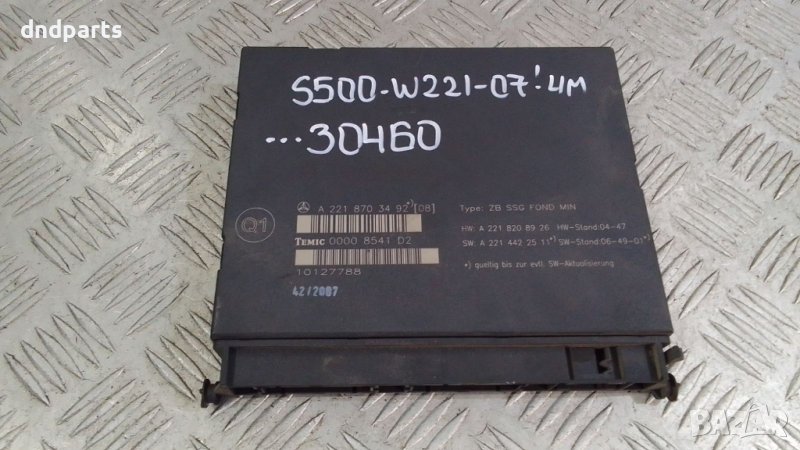 dndparts
S500-W221-07! 4M
...30460
A 221 870 34 92*)[08]
Type: ZB SSG FOND MIN
Q1
HW: A 221 820 89 26 HW-Stand:04-47
TEMIC 0000 8541 D2
SW: A 221 442 25 11*) SW-Stand:06-49-01*)
10127788
*) gueltig bis zur evtl. SW-Aktualisierung
42/2007
BAZAR